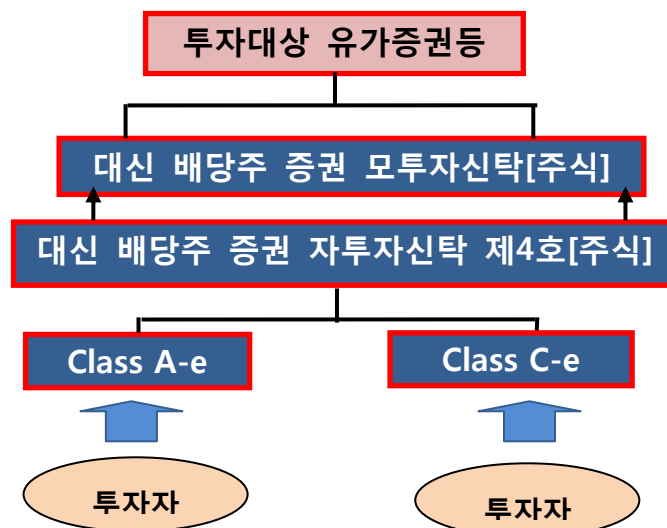 투자대상 유가증권등
대신 배당주 증권 모투자신탁[주식]
대신 배당주 증권 자투자신탁 제4호[주식]
Class A-e
Class C-e
투자자
투자자